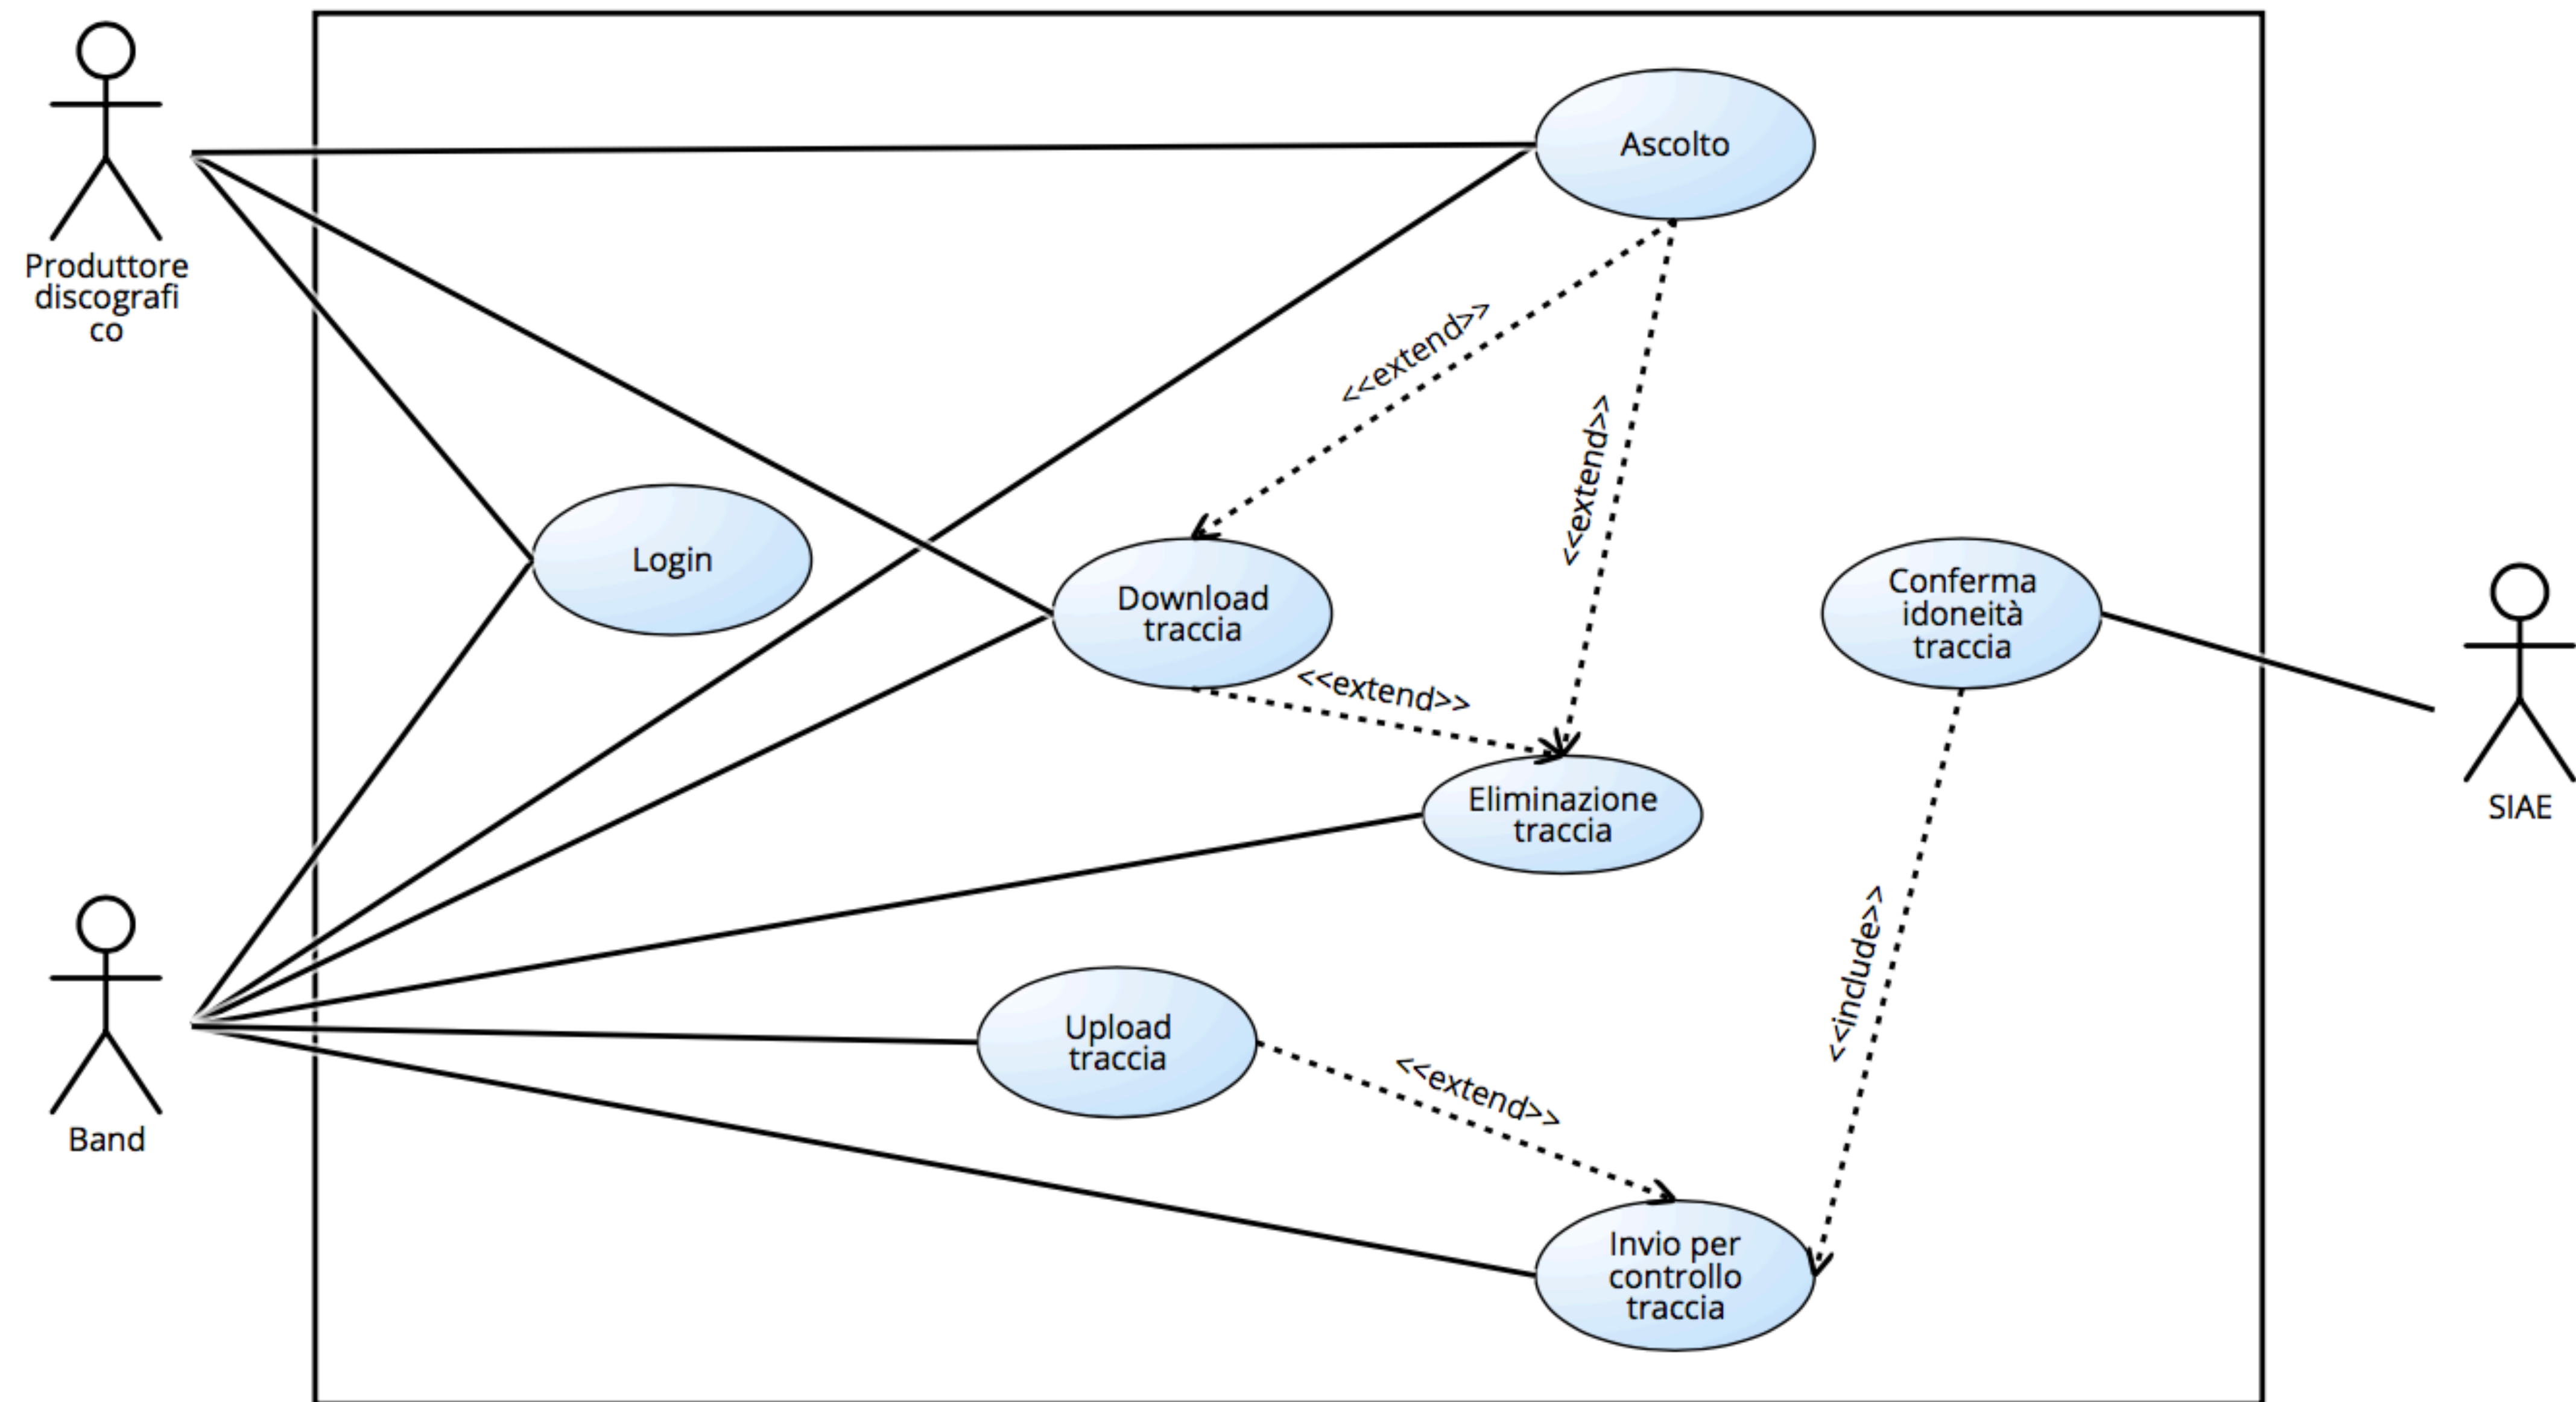 Ascolto
Produttore
discografi
co
<<extend>>
<<extend>>
Login
Download
traccia
Conferma
idoneità
traccia
<<extend>>
Eliminazione
traccia
SIAE
<<include>>
Upload
traccia
<<extend>>
Band
Invio per
controllo
traccia